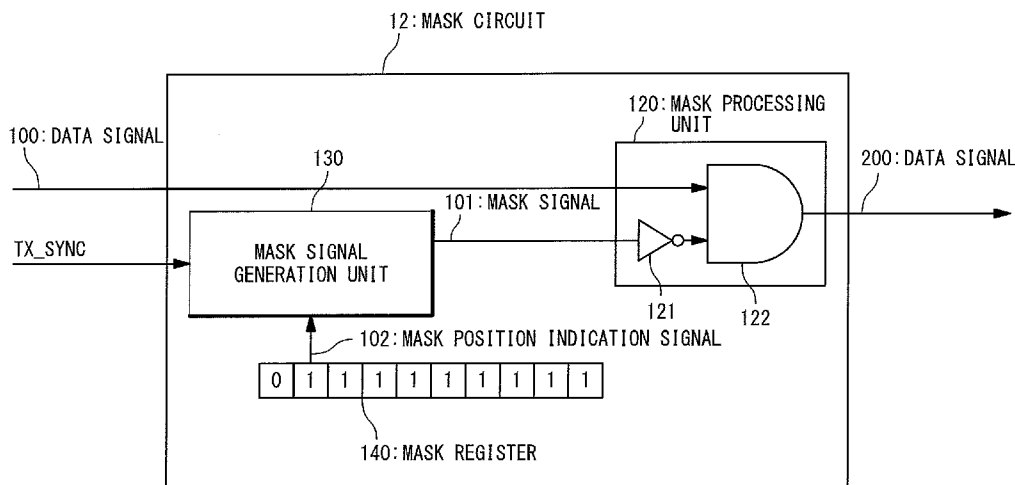 12:MASK CIRCUIT
120:MASK PROCESSING
UNIT
100:DATA SIGNAL
200:DATA SIGNAL
130
101:MASK SIGNAL
TX_SYNC
MASK SIGNAL
GENERATION UNIT
121
122
102:MASK POSITION INDICATION SIGNAL
0 1 1 1 1 1 1 1 1 1
140:MASK REGISTER